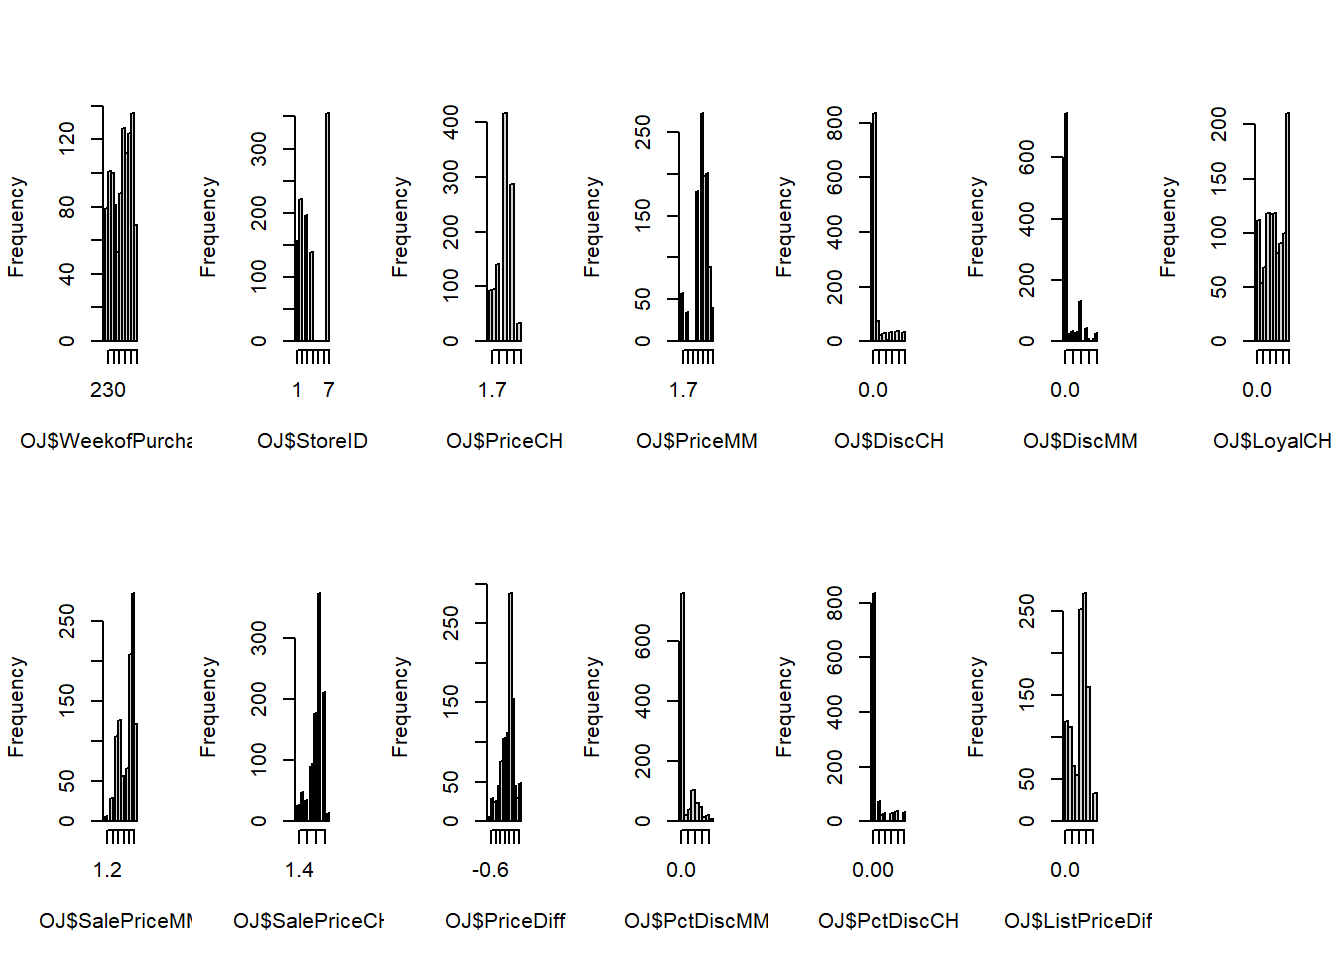 Frequency
0 40 80 120
230
OJ$WeekofPurcha
Frequency
0 100 200 300
1 7
OJ$StoreID
Frequency
0 100 200 300 400
1.7
OJ$PriceCH
Frequency
0 50 150 250
1.7
OJ$PriceMM
Frequency
0 200 400 600 800
0.0
OJ$DiscCH
Frequency
0 200 400 600
0.0
OJ$DiscMM
Frequency
0 50 100 150 200
0.0
OJ$LoyalCH
Frequency
0 50 150 250
1.2
OJ$SalePriceMM
Frequency
0 100 200 300
1.4
OJ$SalePriceCH
Frequency
0 50 150 250
-0.6
OJ$PriceDiff
Frequency
0 200 400 600
0.0
OJ$PctDiscMM
Frequency
0 200 400 600 800
0.00
OJ$PctDiscCH
Frequency
0 50 150 250
0.0
OJ$ListPriceDif